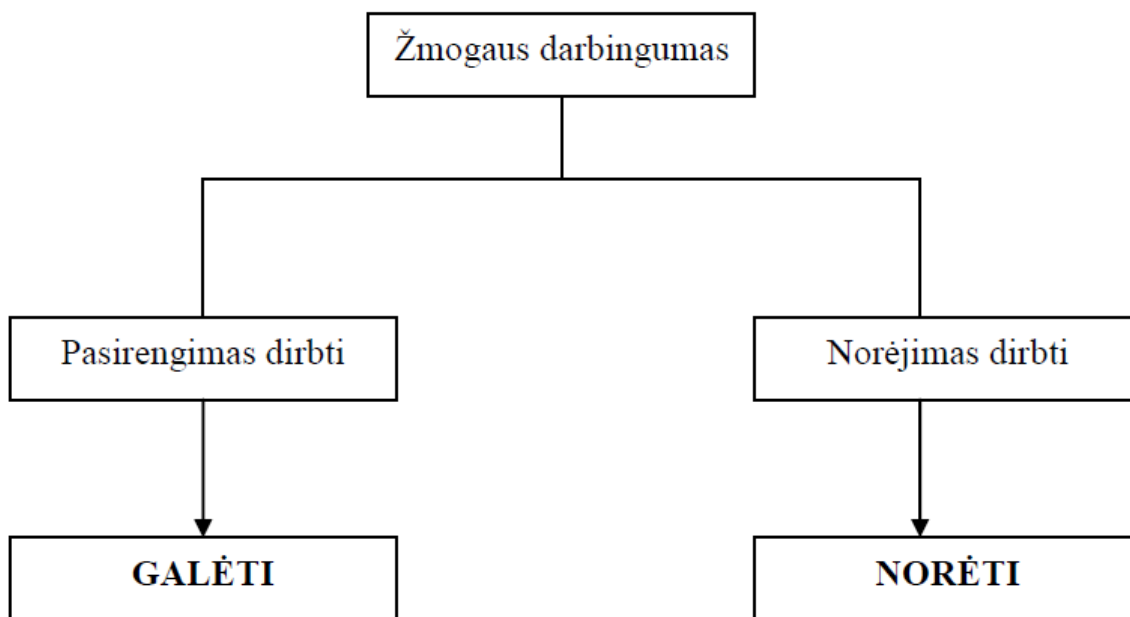 Žmogaus darbingumas
Pasirengimas dirbti
Norėjimas dirbti
GALĖTI
NORĖTI